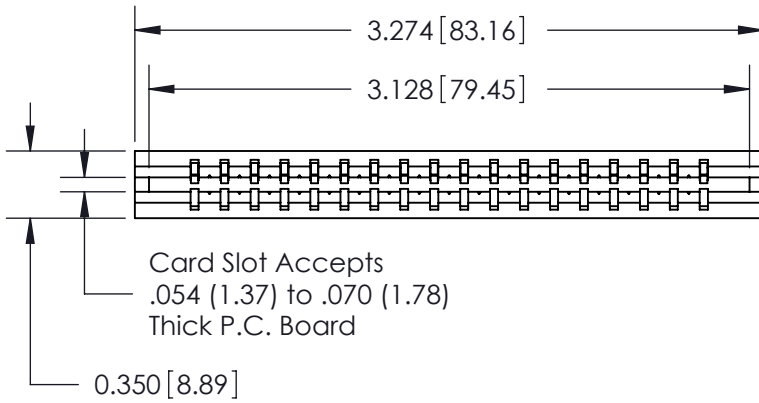 3.274 [83.16]
3.128 [79.45]
Card Slot Accepts
.054 (1.37) to .070 (1.78)
Thick P.C. Board
0.350 [8.89]